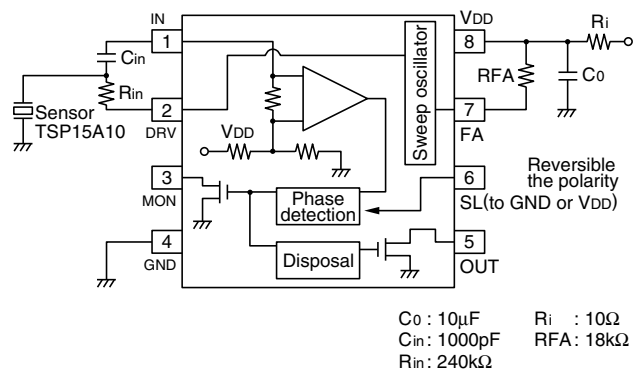 IN
1
Cin
Rin
2
DRV
Sensor
TSP15A10
3
MON
4
GND
VDD
Sweep oscillator
Phase
detection
Disposal
VDD
8
Ri
RFA
C0
7
FA
Reversible
the polarity
6
SL(to GND or VDD)
5
OUT
C0 : 10μF Ri : 10Ω
Cin : 1000pF RFA : 18kΩ
Rin : 240kΩ